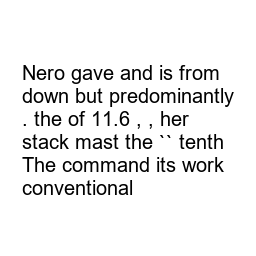 Nero gave and is from
down but predominantly
. the of 11.6 , , her
stack mast the `` tenth
The command its work
conventional